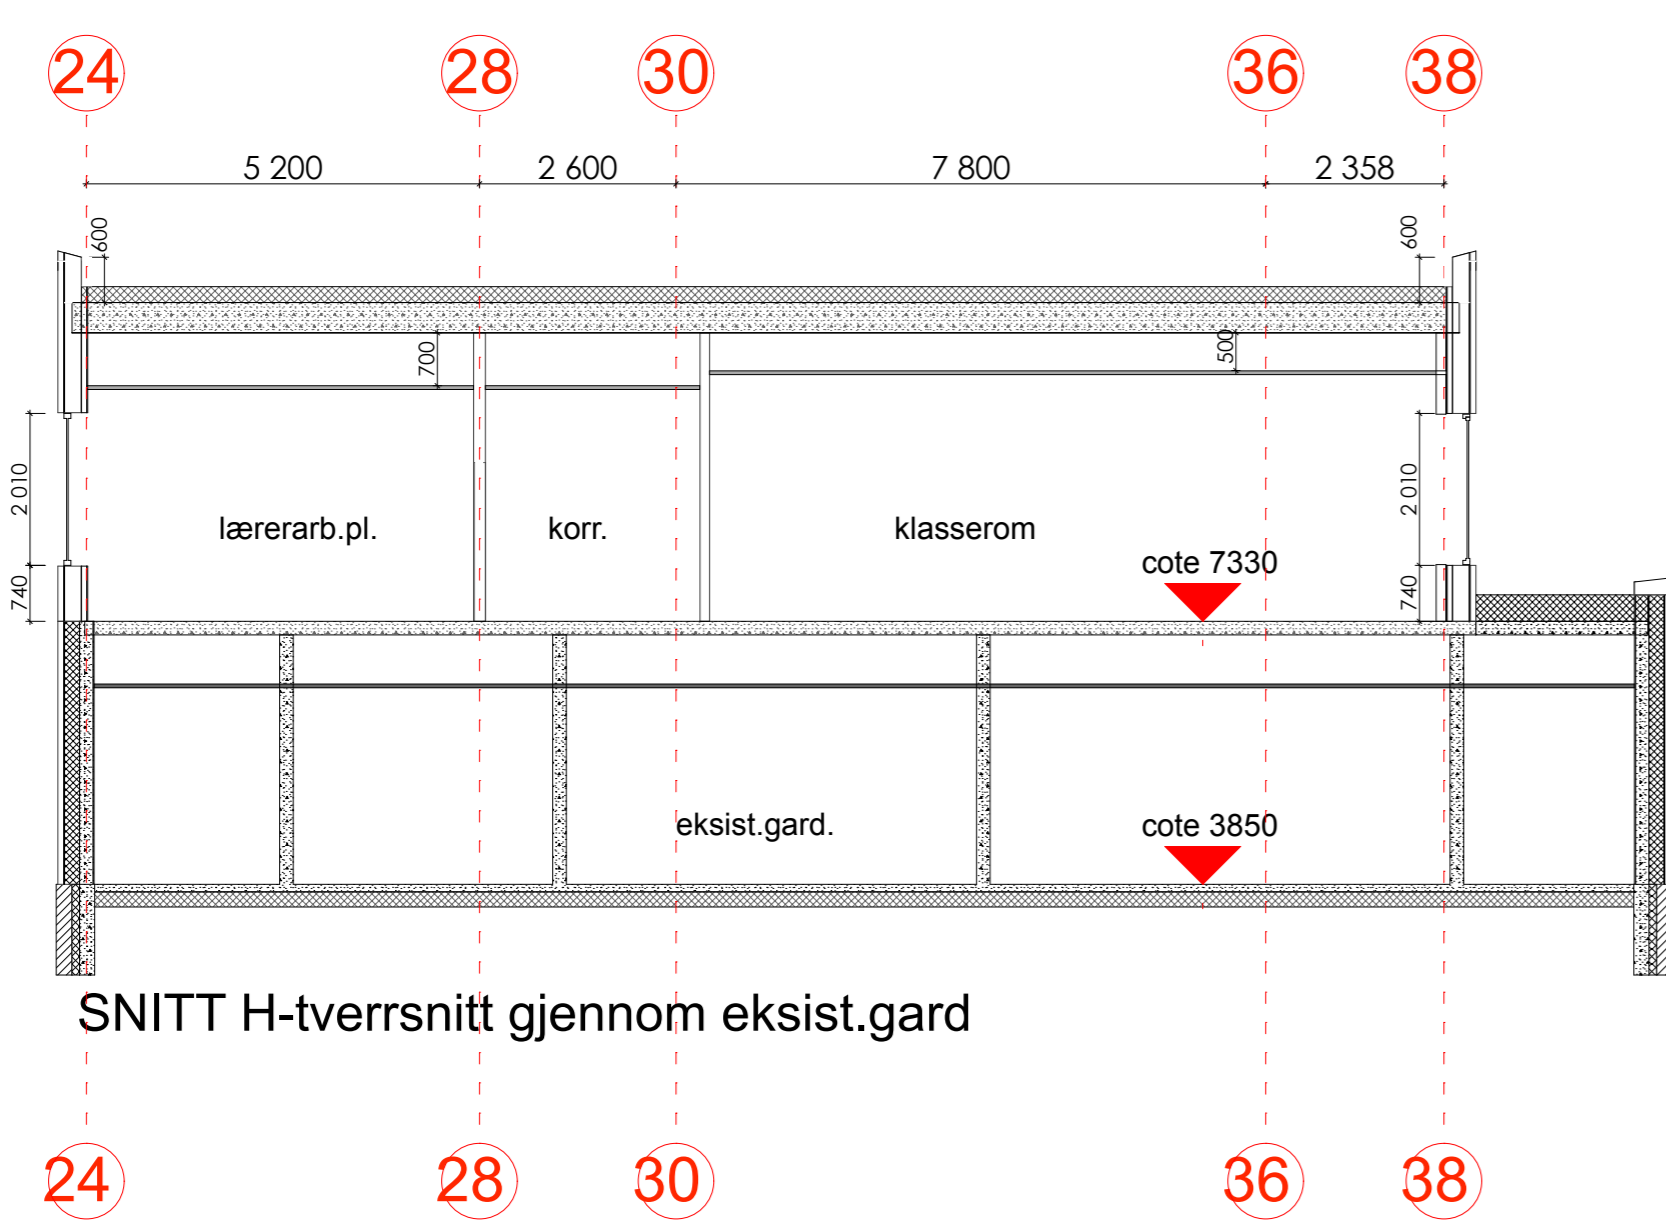 24 28 30 36 38
5 200 2 600 7 800 2 358
600 600
700 500
2 010 2 010
lærerarb.pl. korr. klasserom
cote 7330
740 740
eksist.gard. cote 3850
SNITT H-tverrsnitt gjennom eksist.gard
24 28 30 36 38